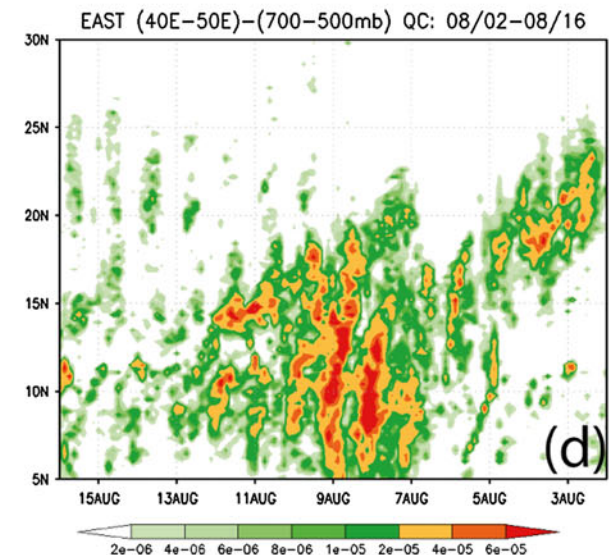 EAST (40E-50E)-(700-500mb) QC: 08/02-08/16
30N
25N
20N
15N
10N
5N
(d)
15AUG 13AUG 11AUG 9AUG 7AUG 5AUG 3AUG
2e-06 4e-06 6e-06 8e-06 1e-05 2e-05 4e-05 6e-05